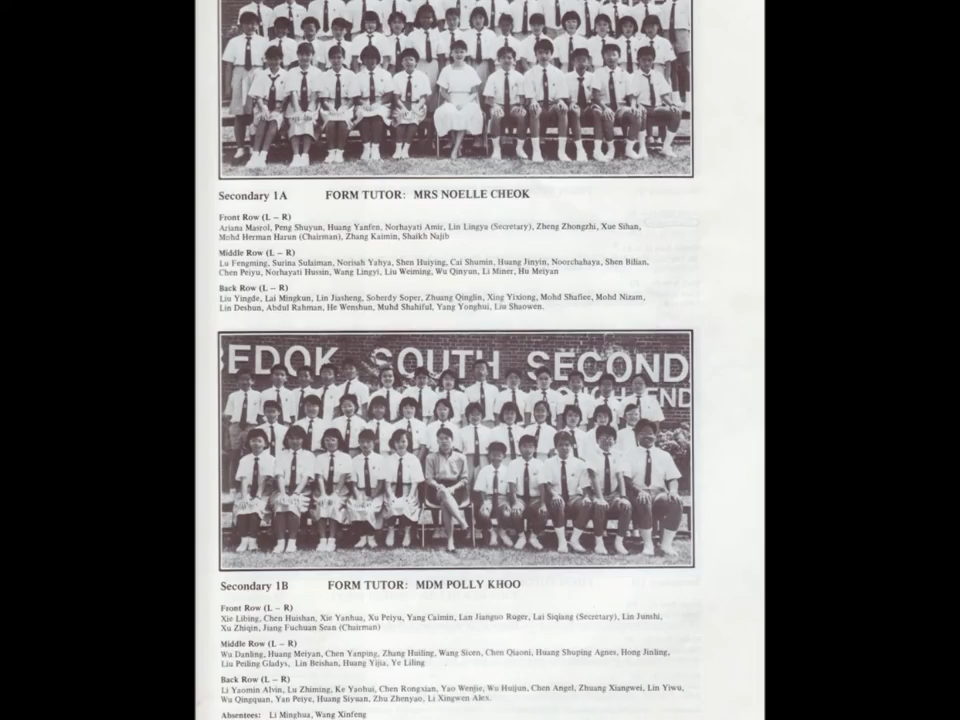 Secondary 1A FORM TUTOR: MRS NOELLE CHEOK
Front Row (L – R)
Ariana Masrol, Peng Shuyun, Huang Yanfen, Norhayati Amir, Lin Lingya (Secretary), Zheng Zhongzhi, Xue Sihan,
Mohd Herman Harun (Chairman), Zhang Kaimin, Shaikh Najib
Middle Row (L – R)
Lu Fengming, Surina Sulaiman, Norisah Yahya, Shen Huiying, Cai Shumin, Huang Jinyin, Noorchahaya, Shen Bilian,
Chen Peiyu, Norhayati Hussin, Wang Lingyi, Liu Weiming, Wu Qinyun, Li Miner, Hu Meiyan
Back Row (L – R)
Liu Yingde, Lai Mingkun, Lin Jiasheng, Soherdy Soper, Zhuang Qinglin, Xing Yixiong, Mohd Shafiee, Mohd Nizam,
Lin Deshun, Abdul Rahman, He Wenshun, Muhd Shahiful, Yang Yonghui, Liu Shaowen.
BEDOK SOUTH SECOND
END
Secondary 1B FORM TUTOR: MDM POLLY KHOO
Front Row (L – R)
Xie Libing, Chen Huishan, Xie Yanhua, Xu Peiyu, Yang Caimin, Lan Jianguo Ruger, Lai Siqiang (Secretary), Lin Junshi,
Xu Zhiqin, Jiang Fuchuan Sean (Chairman)
Middle Row (L – R)
Wu Danling, Huang Meiyan, Chen Yanping, Zhang Huiling, Wang Sicen, Chen Qiaoni, Huang Shuping Agnes, Hong Jinling,
Liu Peiling Gladys, Lin Beishan, Huang Yijia, Ye Liling
Back Row (L – R)
Li Yaomin Alvin, Lu Zhiming, Ke Yaohui, Chen Rongxian, Yao Wenjie, Wu Huijun, Chen Angel, Zhuang Xiangwei, Lin Yiwu,
Wu Qingquan, Yan Peiye, Huang Siyuan, Zhu Zhenyao, Li Xingwen Alex.
Absentees: Li Minghua, Wang Xinfeng